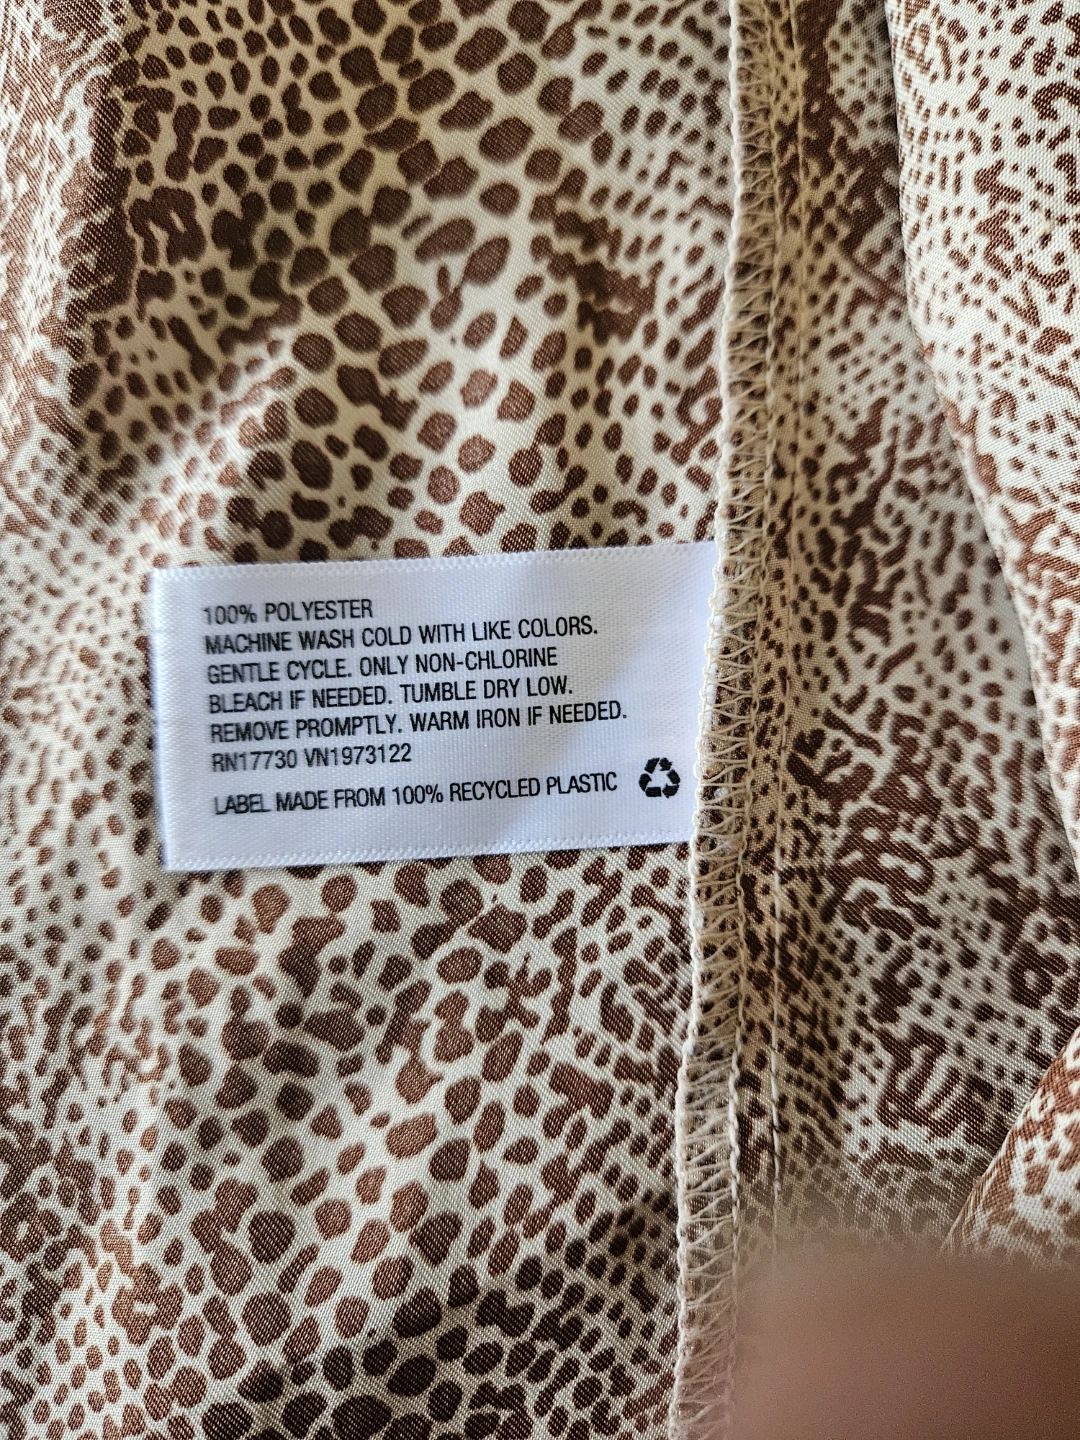 100% POLYESTER
MACHINE WASH COLD WITH LIKE COLORS.
GENTLE CYCLE. ONLY NON-CHLORINE
BLEACH IF NEEDED. TUMBLE DRY LOW.
REMOVE PROMPTLY. WARM IRON IF NEEDED.
RN17730 VN1973122
LABEL MADE FROM 100% RECYCLED PLASTIC